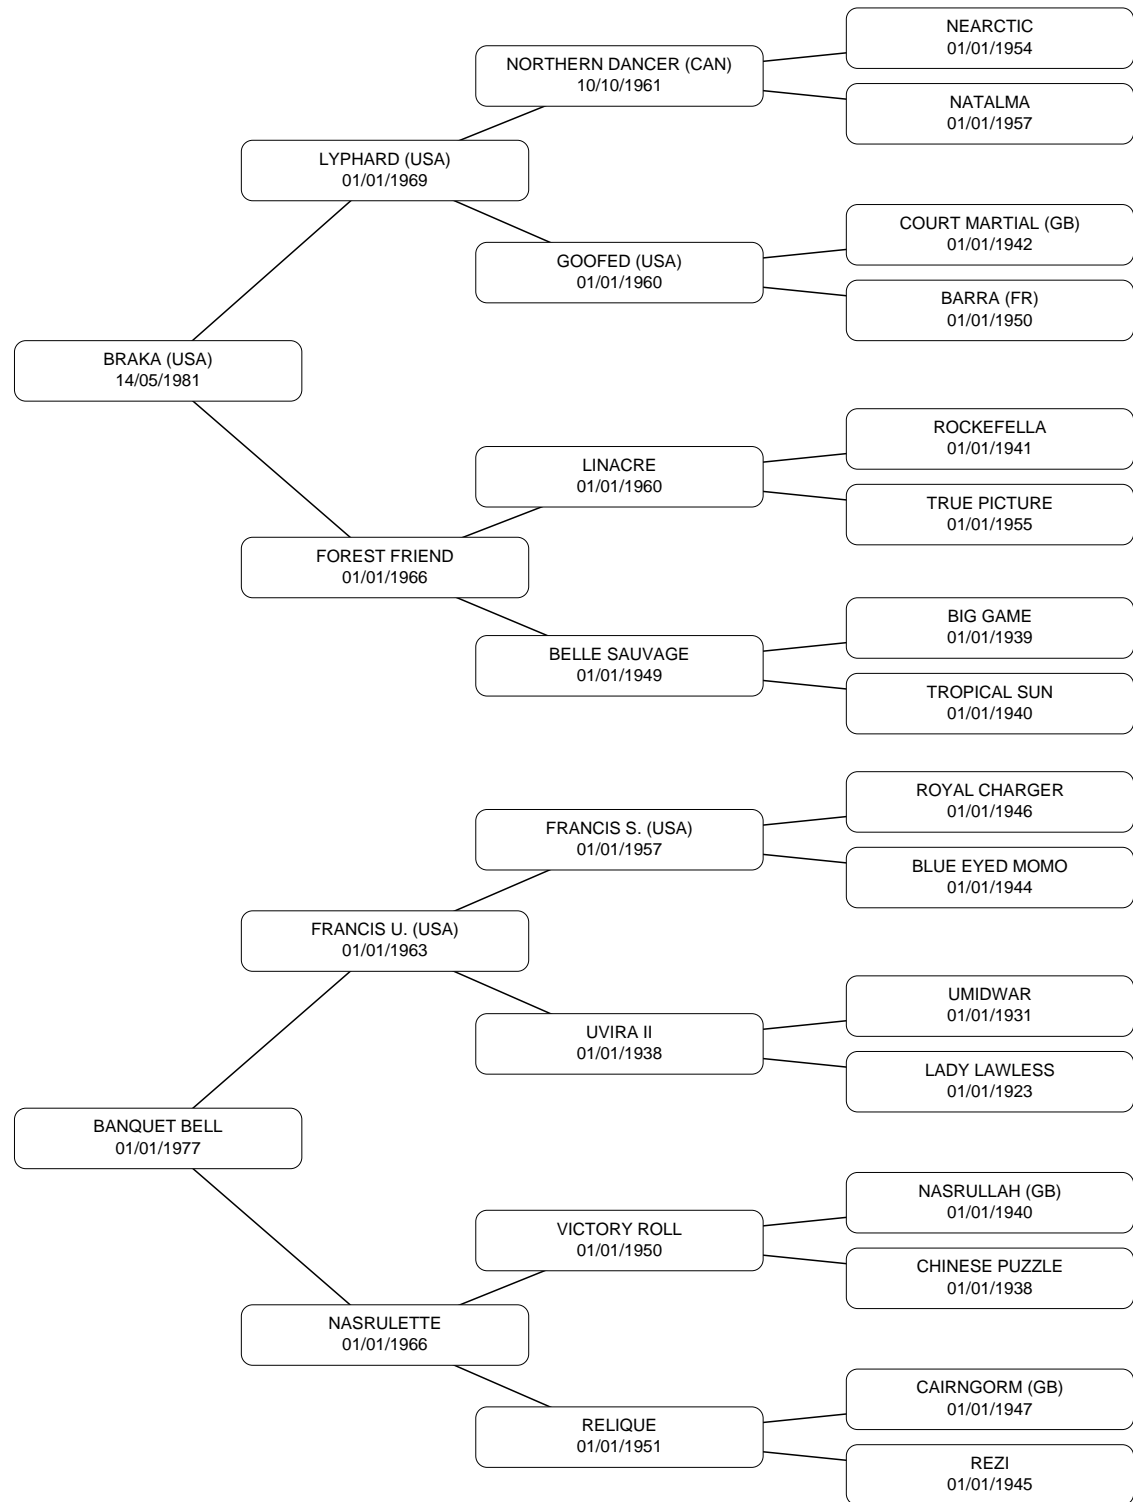 NEARCTIC
01/01/1954
NORTHERN DANCER (CAN)
10/10/1961
NATALMA
01/01/1957
LYPHARD (USA)
01/01/1969
COURT MARTIAL (GB)
01/01/1942
GOOFED (USA)
01/01/1960
BARRA (FR)
01/01/1950
BRAKA (USA)
14/05/1981
ROCKEFELLA
01/01/1941
LINACRE
01/01/1960
TRUE PICTURE
01/01/1955
FOREST FRIEND
01/01/1966
BIG GAME
01/01/1939
BELLE SAUVAGE
01/01/1949
TROPICAL SUN
01/01/1940
ROYAL CHARGER
01/01/1946
FRANCIS S. (USA)
01/01/1957
BLUE EYED MOMO
01/01/1944
FRANCIS U. (USA)
01/01/1963
UMIDWAR
01/01/1931
UVIRA II
01/01/1938
LADY LAWLESS
01/01/1923
BANQUET BELL
01/01/1977
NASRULLAH (GB)
01/01/1940
VICTORY ROLL
01/01/1950
CHINESE PUZZLE
01/01/1938
NASRULETTE
01/01/1966
CAIRNGORM (GB)
01/01/1947
RELIQUE
01/01/1951
REZI
01/01/1945